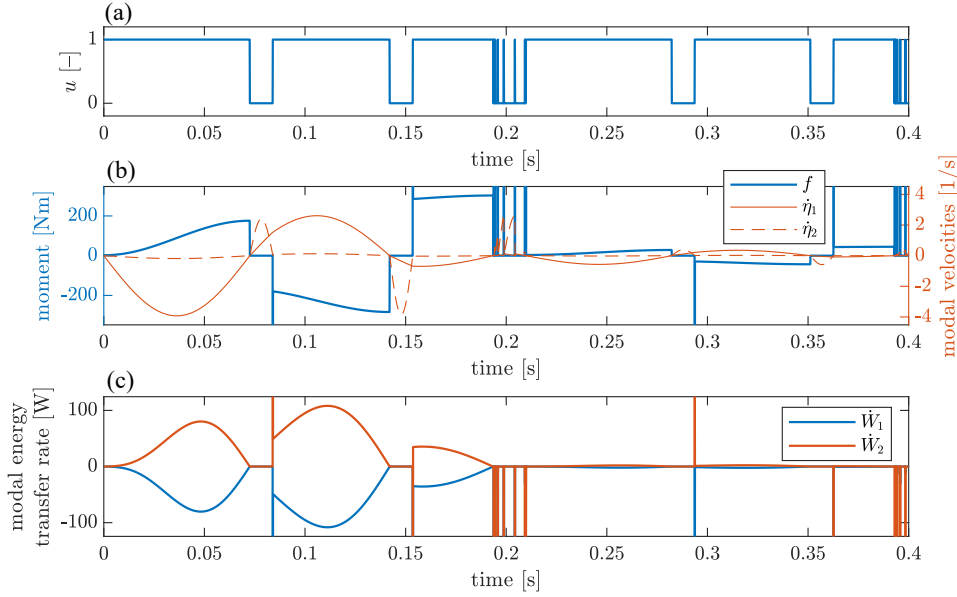 (a)
u [-]
1
0
0 0.05 0.1 0.15 0.2 0.25 0.3 0.35 0.4
time [s]
(b)
moment [Nm]
200
0
-200
f
η̇₁
η̇₂
4
2
0
-2
-4
modal velocities [1/s]
0 0.05 0.1 0.15 0.2 0.25 0.3 0.35 0.4
time [s]
(c)
modal energy
transfer rate [W]
100
0
-100
Ẇ₁
Ẇ₂
0 0.05 0.1 0.15 0.2 0.25 0.3 0.35 0.4
time [s]